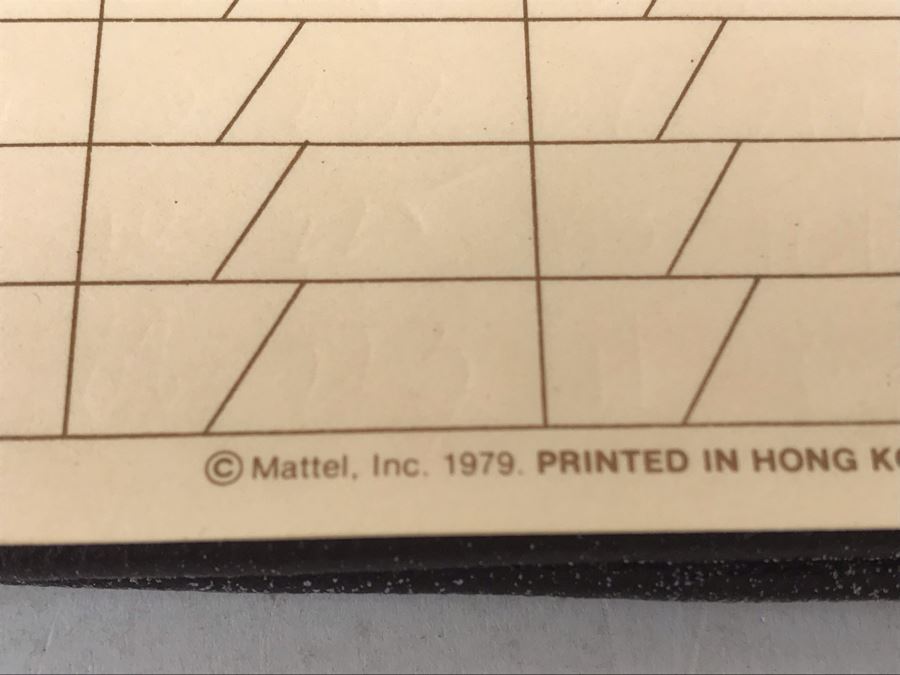 © Mattel, Inc. 1979. PRINTED IN HONG